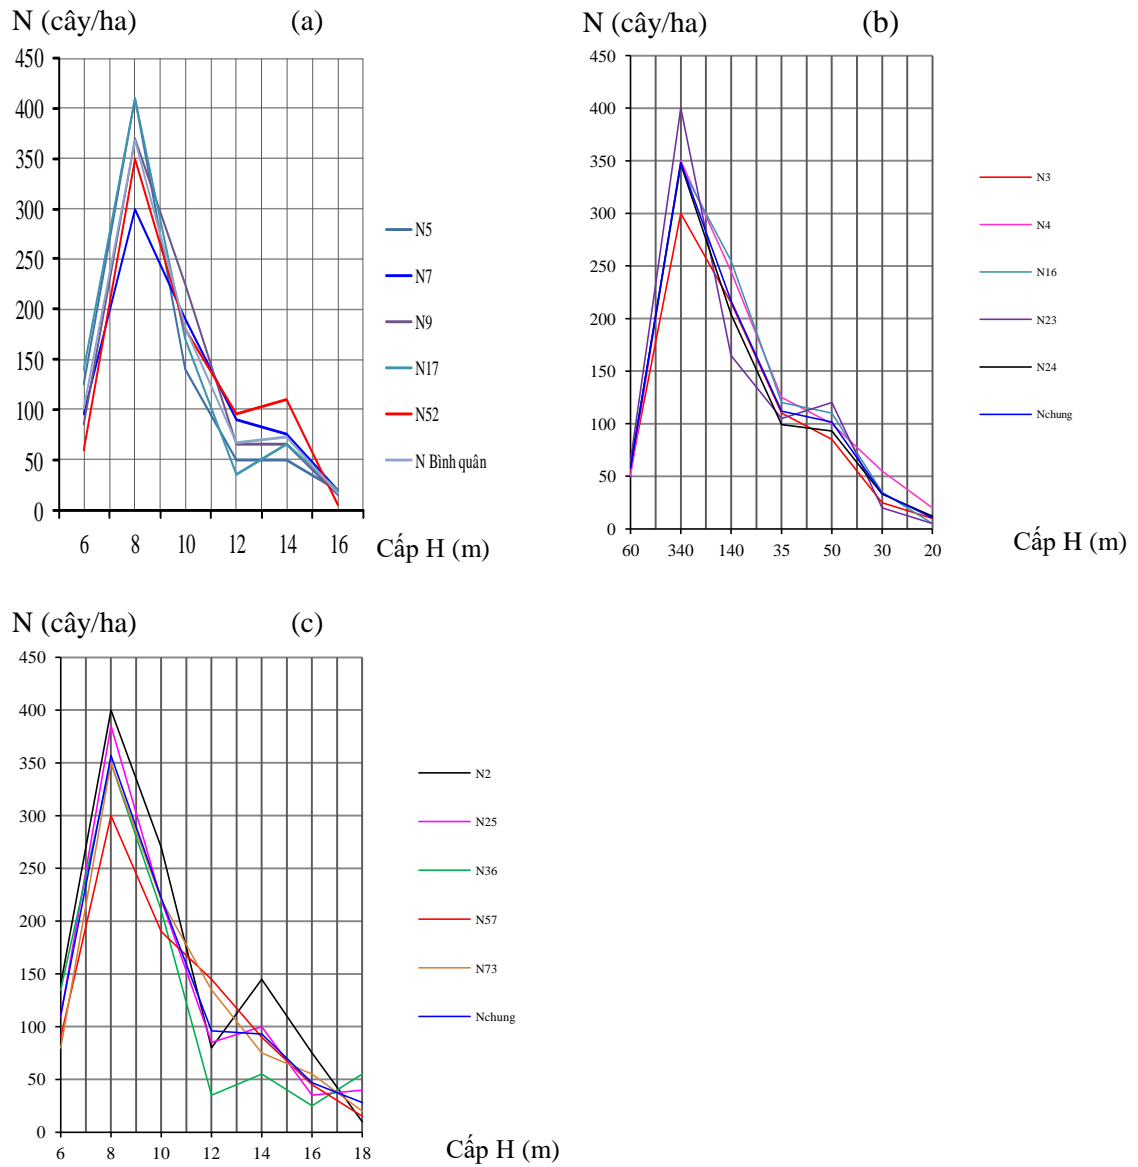 N (cây/ha) (a)
450
400
350
300
250
200
150
100
50
0
6 8 10 12 14 16
Cấp H (m)
N5
N7
N9
N17
N52
N Bình quân
N (cây/ha) (b)
450
400
350
300
250
200
150
100
50
0
60 340 140 35 50 30 20
Cấp H (m)
N3
N4
N16
N23
N24
Nchung
N (cây/ha) (c)
450
400
350
300
250
200
150
100
50
0
6 8 10 12 14 16 18
Cấp H (m)
N2
N25
N36
N57
N73
Nchung